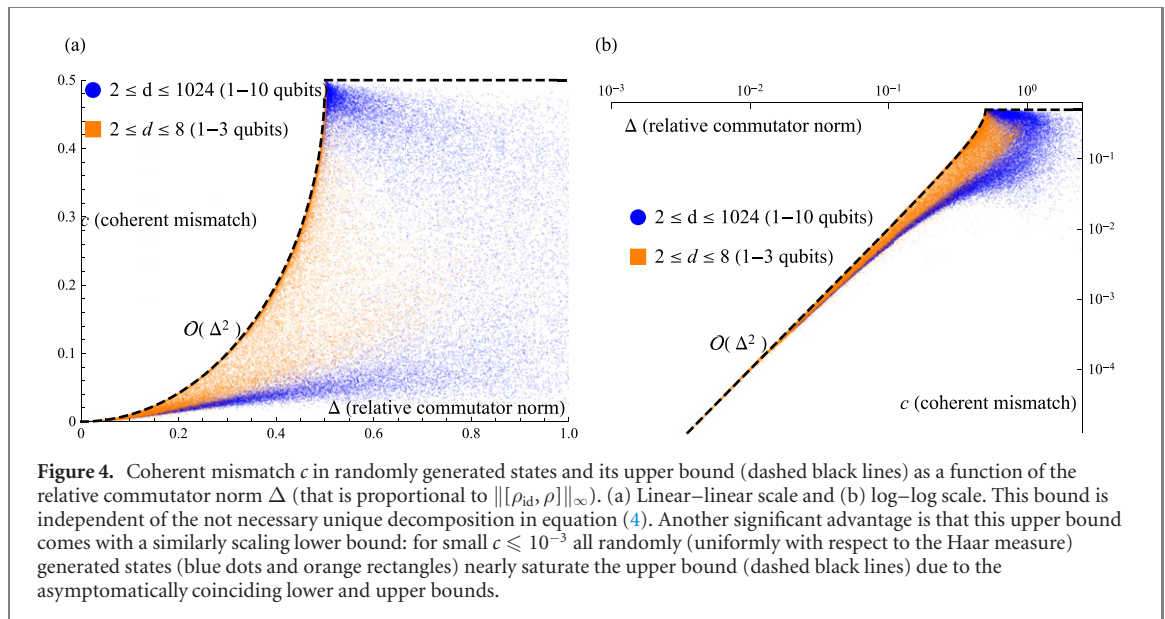 (a)
0.5
2 ≤ d ≤ 1024 (1−10 qubits)
2 ≤ d ≤ 8 (1−3 qubits)
0.4
0.3
c (coherent mismatch)
0.2
O( Δ² )
0.1
Δ (relative commutator norm)
0
0 0.2 0.4 0.6 0.8 1.0
(b)
10⁻³ 10⁻² 10⁻¹ 10⁰
Δ (relative commutator norm)
10⁻¹
2 ≤ d ≤ 1024 (1−10 qubits)
10⁻²
2 ≤ d ≤ 8 (1−3 qubits)
10⁻³
O( Δ² )
10⁻⁴
c (coherent mismatch)
Figure 4. Coherent mismatch c in randomly generated states and its upper bound (dashed black lines) as a function of the
relative commutator norm Δ (that is proportional to ∥[ρid, ρ]∥∞). (a) Linear–linear scale and (b) log–log scale. This bound is
independent of the not necessary unique decomposition in equation (4). Another significant advantage is that this upper bound
comes with a similarly scaling lower bound: for small c ⩽ 10⁻³ all randomly (uniformly with respect to the Haar measure)
generated states (blue dots and orange rectangles) nearly saturate the upper bound (dashed black lines) due to the
asymptomatically coinciding lower and upper bounds.